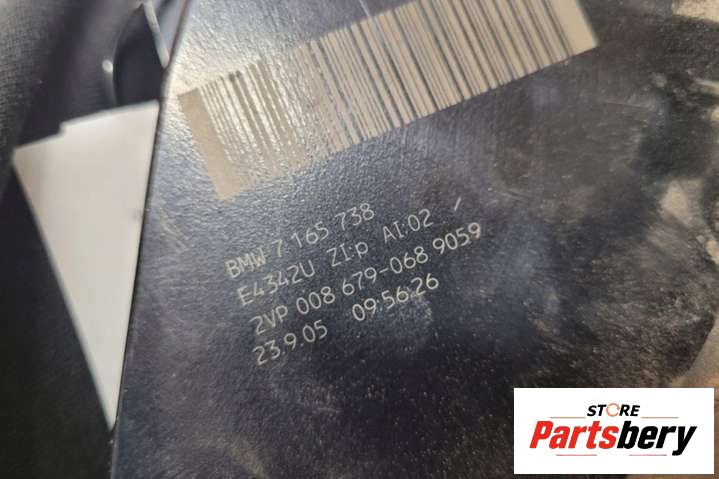 BMW 7 165 738
E4342U ZI:p AI:02 /
2VP 008 679-068 9059
23.9.05 09:56:26
STORE
Partsbery